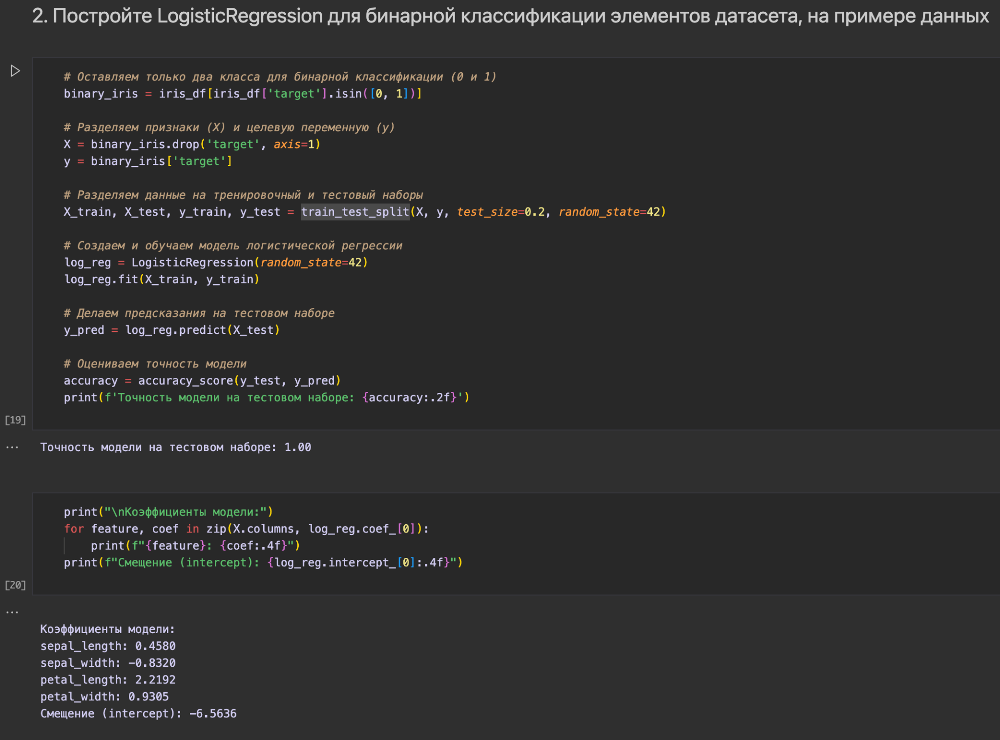 2. Постройте LogisticRegression для бинарной классификации элементов датасета, на примере данных
# Оставляем только два класса для бинарной классификации (0 и 1)
binary_iris = iris_df[iris_df['target'].isin([0, 1])]
# Разделяем признаки (X) и целевую переменную (y)
X = binary_iris.drop('target', axis=1)
y = binary_iris['target']
# Разделяем данные на тренировочный и тестовый наборы
X_train, X_test, y_train, y_test = train_test_split(X, y, test_size=0.2, random_state=42)
# Создаем и обучаем модель логистической регрессии
log_reg = LogisticRegression(random_state=42)
log_reg.fit(X_train, y_train)
# Делаем предсказания на тестовом наборе
y_pred = log_reg.predict(X_test)
# Оцениваем точность модели
accuracy = accuracy_score(y_test, y_pred)
print(f'Точность модели на тестовом наборе: {accuracy:.2f}')
[19]
... Точность модели на тестовом наборе: 1.00
print("\nКоэффициенты модели:")
for feature, coef in zip(X.columns, log_reg.coef_[0]):
    print(f"{feature}: {coef:.4f}")
print(f"Смещение (intercept): {log_reg.intercept_[0]:.4f}")
[20]
...
Коэффициенты модели:
sepal_length: 0.4580
sepal_width: -0.8320
petal_length: 2.2192
petal_width: 0.9305
Смещение (intercept): -6.5636